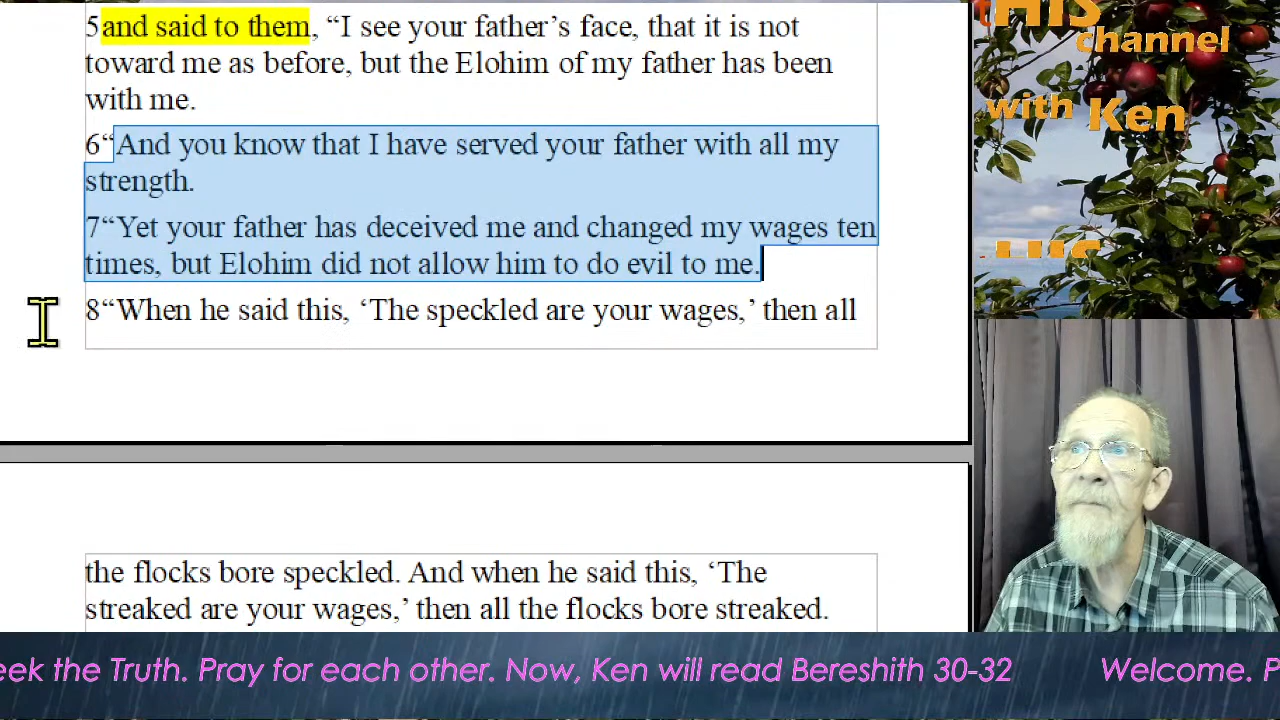 5and said to them, “I see your father’s face, that it is not
toward me as before, but the Elohim of my father has been
with me.
6“And you know that I have served your father with all my
strength.
7“Yet your father has deceived me and changed my wages ten
times, but Elohim did not allow him to do evil to me.
8“When he said this, ‘The speckled are your wages,’ then all
the flocks bore speckled. And when he said this, ‘The
streaked are your wages,’ then all the flocks bore streaked.
tHIS
channel
with Ken
eek the Truth. Pray for each other. Now, Ken will read Bereshith 30-32 Welcome. P